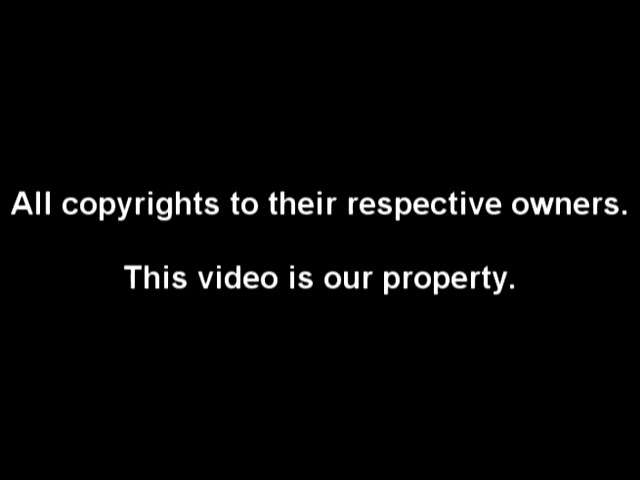 All copyrights to their respective owners.
This video is our property.